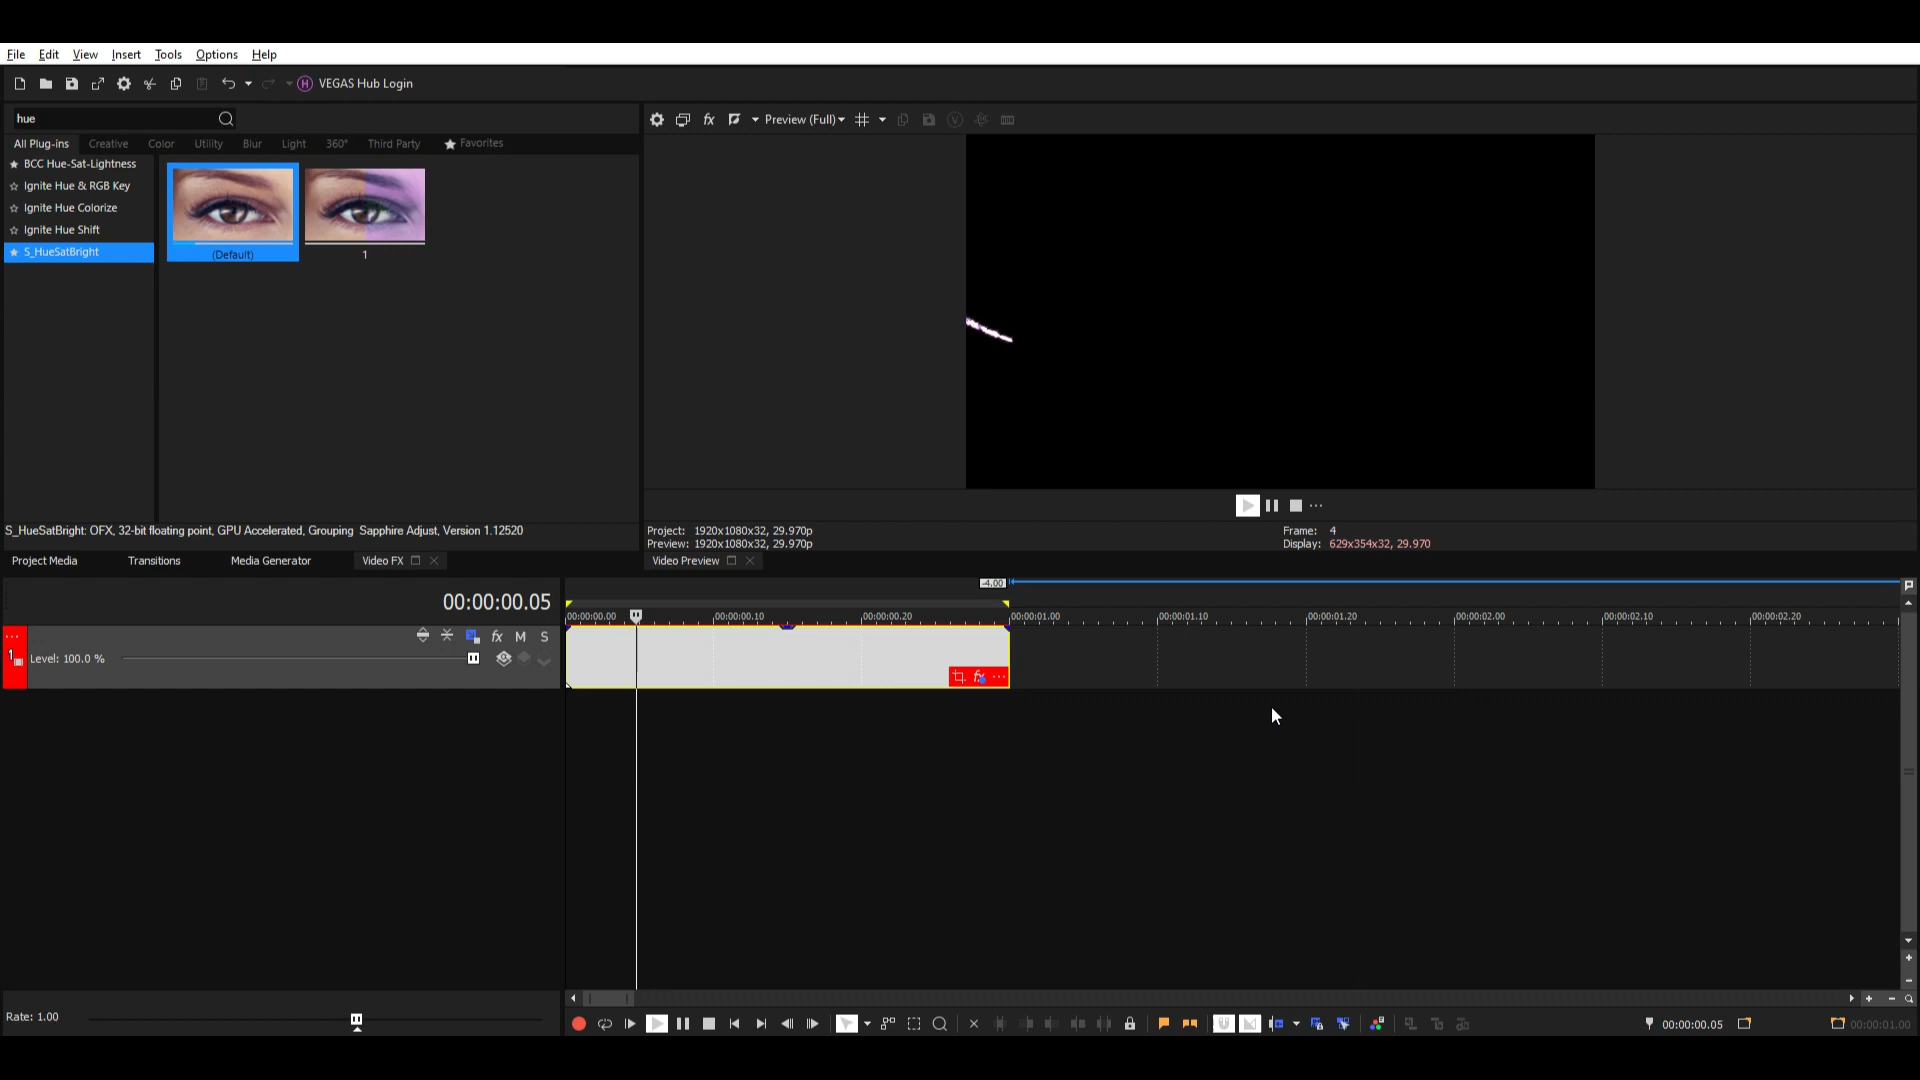 File Edit View Insert Tools Options Help
VEGAS Hub Login
hue
All Plug-ins Creative Color Utility Blur Light 360° Third Party Favorites
BCC Hue-Sat-Lightness
Ignite Hue & RGB Key
Ignite Hue Colorize
Ignite Hue Shift
S_HueSatBright
(Default)
1
S_HueSatBright: OFX, 32-bit floating point, GPU Accelerated, Grouping Sapphire Adjust, Version 1.12520
Project Media Transitions Media Generator Video FX
fx Preview (Full)
Project: 1920x1080x32, 29.970p
Preview: 1920x1080x32, 29.970p
Frame: 4
Display: 629x354x32, 29.970
Video Preview
00:00:00.05
-4.00
00:00:00.00 00:00:00.10 00:00:00.20 00:00:01.00 00:00:01.10 00:00:01.20 00:00:02.00 00:00:02.10 00:00:02.20
1
fx M S
Level: 100.0 %
fx
Rate: 1.00
00:00:00.05
00:00:01.00